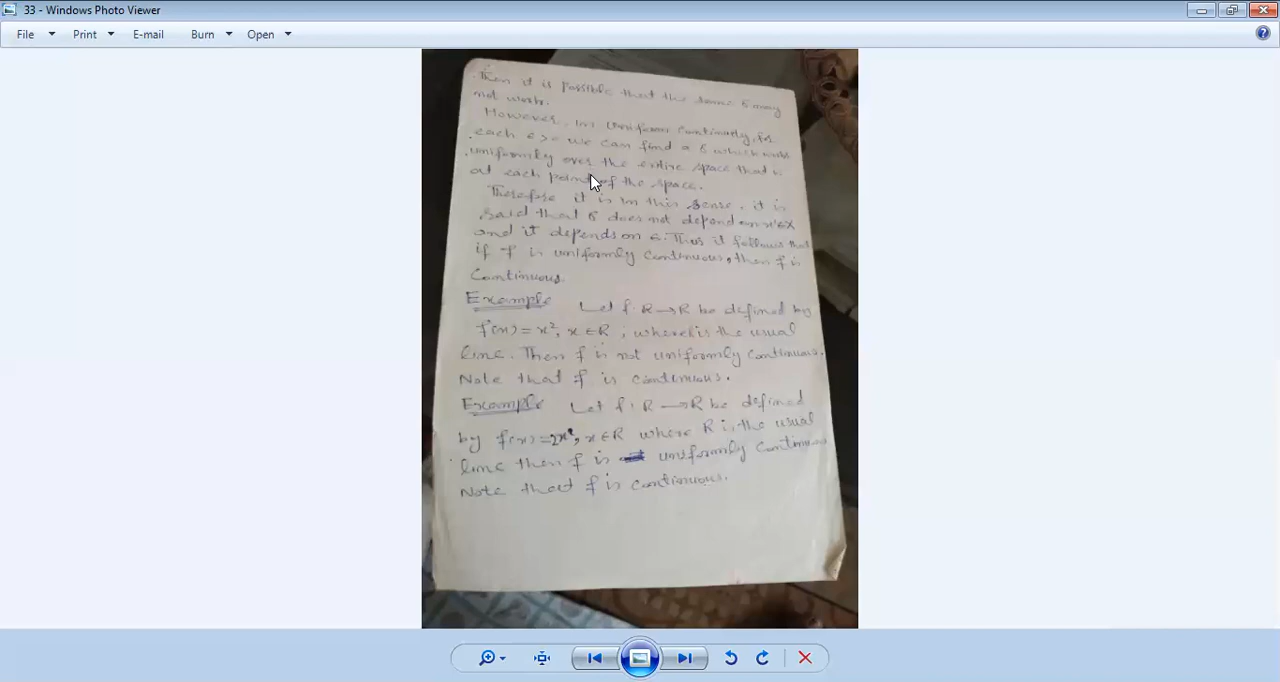 33 - Windows Photo Viewer
File Print E-mail Burn Open
Then it is possible that the same δ may
not work.
However, in uniform continuity, for
each ε > 0 we can find a δ which works
uniformly over the entire space that is
at each point of the space.
Therefore it is in this sense, it is
said that δ does not depend on x ∈ X
and it depends on ε. Thus it follows that
if f is uniformly continuous, then f is
continuous.
Example Let f: R → R be defined by
f(x) = x², x ∈ R; where is the usual
line. Then f is not uniformly continuous.
Note that f is continuous.
Example Let f: R → R be defined
by f(x) = 2x, x ∈ R where R is the usual
line then f is uniformly continuous
Note that f is continuous.